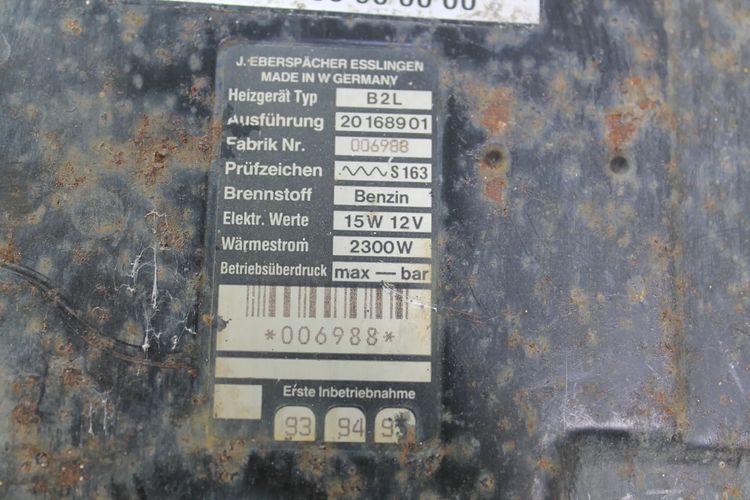 J. EBERSPÄCHER ESSLINGEN
MADE IN W GERMANY
Heizgerät Typ B2L
Ausführung 20 1689 01
Fabrik Nr. 006988
Prüfzeichen S 163
Brennstoff Benzin
Elektr. Werte 15W 12V
Wärmestrom 2300W
Betriebsüberdruck max — bar
*006988*
Erste Inbetriebnahme
93 94